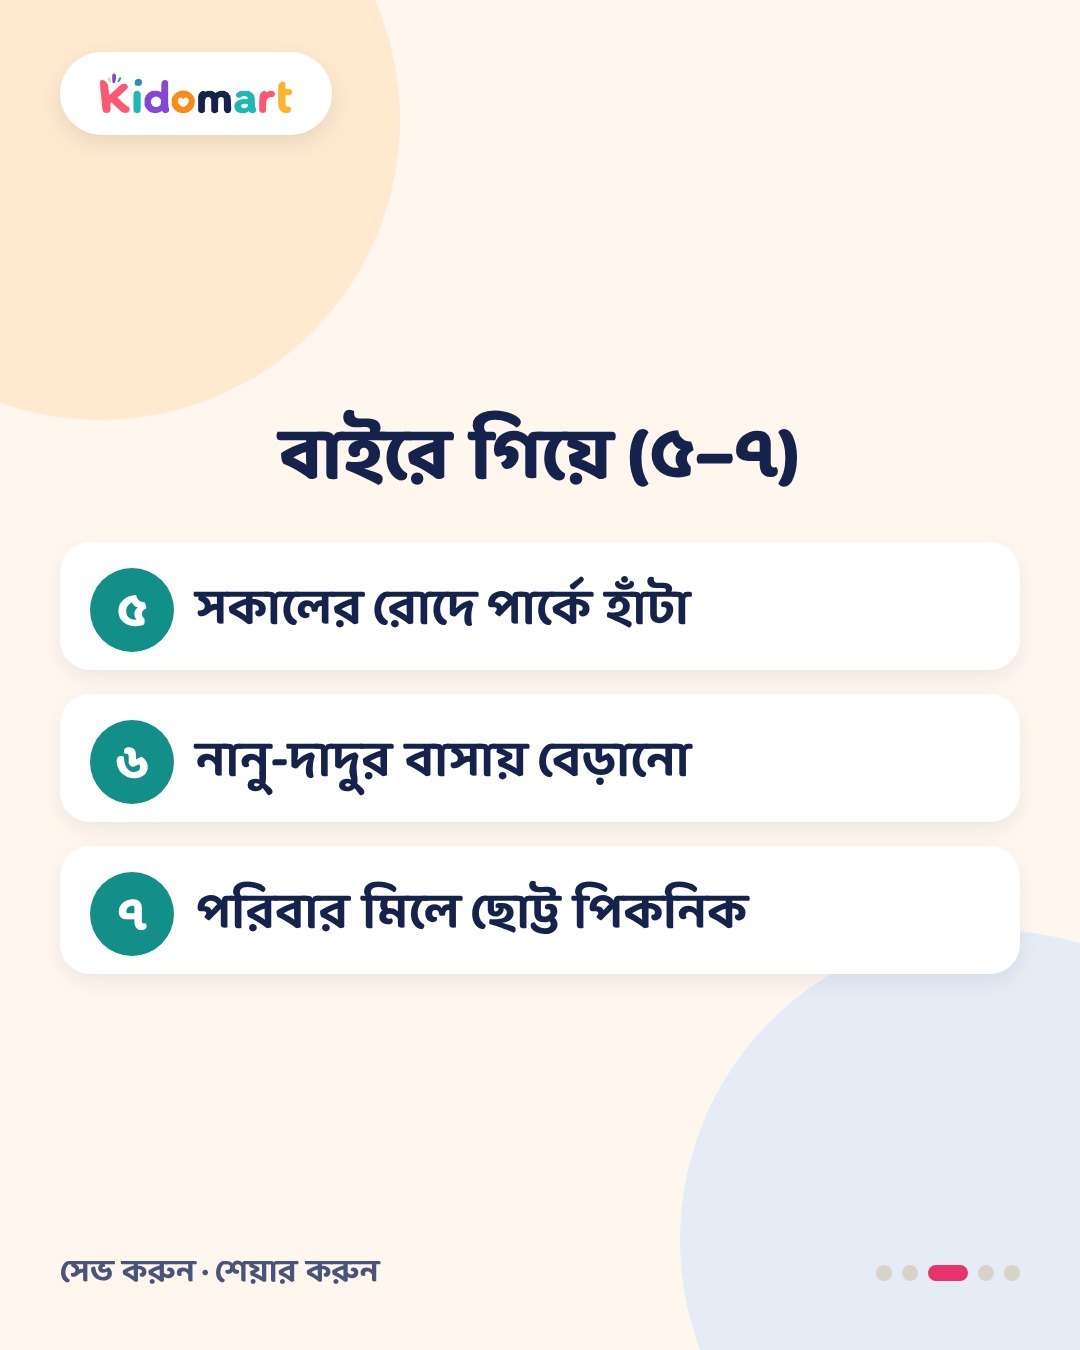 Kidomart
বাইরে গিয়ে (৫–৭)
৫ সকালের রোদে পার্কে হাঁটা
৬ নানু-দাদুর বাসায় বেড়ানো
৭ পরিবার মিলে ছোট্ট পিকনিক
সেভ করুন · শেয়ার করুন